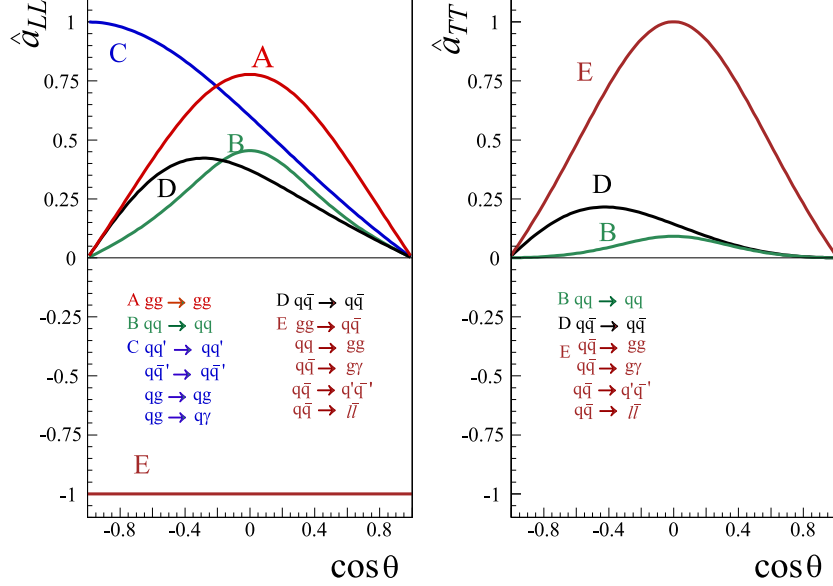 â_LL
1
0.75
0.5
0.25
0
-0.25
-0.5
-0.75
-1
C
A
B
D
E
A gg → gg
B qq → qq
C qq' → qq'
qq̄' → qq̄'
qg → qg
qg → qγ
D qq̄ → qq̄
E gg → qq̄
qq → gg
qq̄ → gγ
qq̄ → q'q̄'
qq̄ → ll̄
-0.8 -0.4 0 0.4 0.8
cosθ
â_TT
1
0.75
0.5
0.25
0
-0.25
-0.5
-0.75
-1
E
D
B
B qq → qq
D qq̄ → qq̄
E qq̄ → gg
qq̄ → gγ
qq̄ → q'q̄'
qq̄ → ll̄
-0.8 -0.4 0 0.4 0.8
cosθ